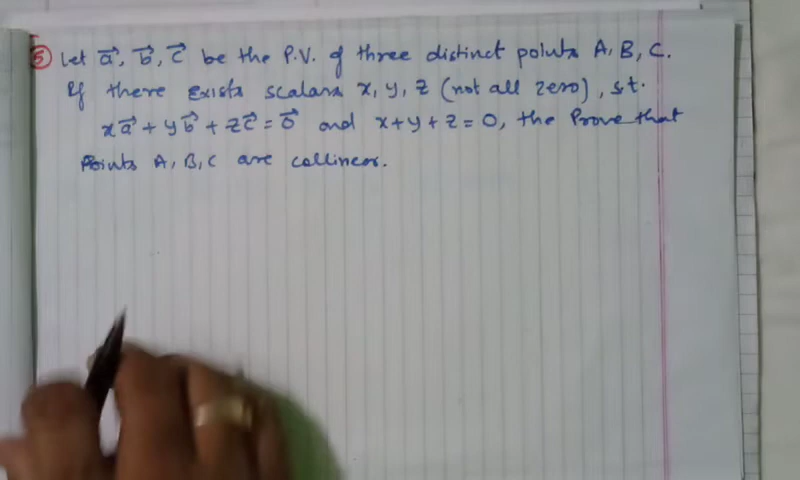 ⑤ Let a⃗, b⃗, c⃗ be the P.V. of three distinct points A, B, C.
If there exists scalars x, y, z (not all zero), s.t.
xa⃗ + yb⃗ + zc⃗ = 0⃗ and x+y+z=0, the Prove that
Points A, B, C are collinear.